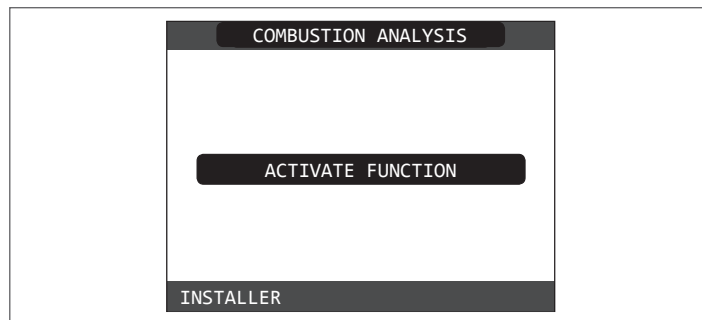 COMBUSTION ANALYSIS
ACTIVATE FUNCTION
INSTALLER